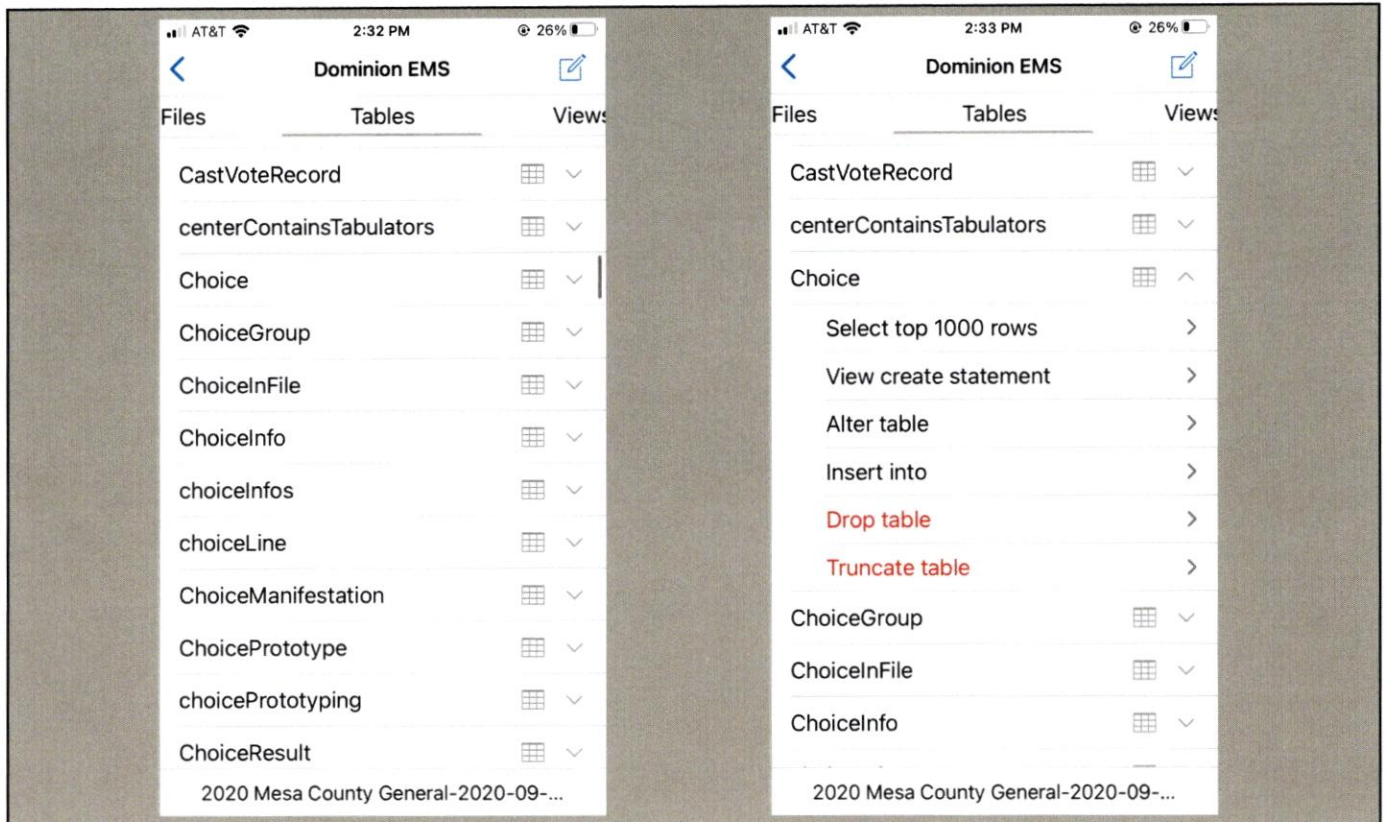 AT&T 2:32 PM 26%
Dominion EMS
Files Tables Views
CastVoteRecord
centerContainsTabulators
Choice
ChoiceGroup
ChoiceInFile
ChoiceInfo
choiceInfos
choiceLine
ChoiceManifestation
ChoicePrototype
choicePrototyping
ChoiceResult
2020 Mesa County General-2020-09-...
AT&T 2:33 PM 26%
Dominion EMS
Files Tables Views
CastVoteRecord
centerContainsTabulators
Choice
Select top 1000 rows
View create statement
Alter table
Insert into
Drop table
Truncate table
ChoiceGroup
ChoiceInFile
ChoiceInfo
2020 Mesa County General-2020-09-...